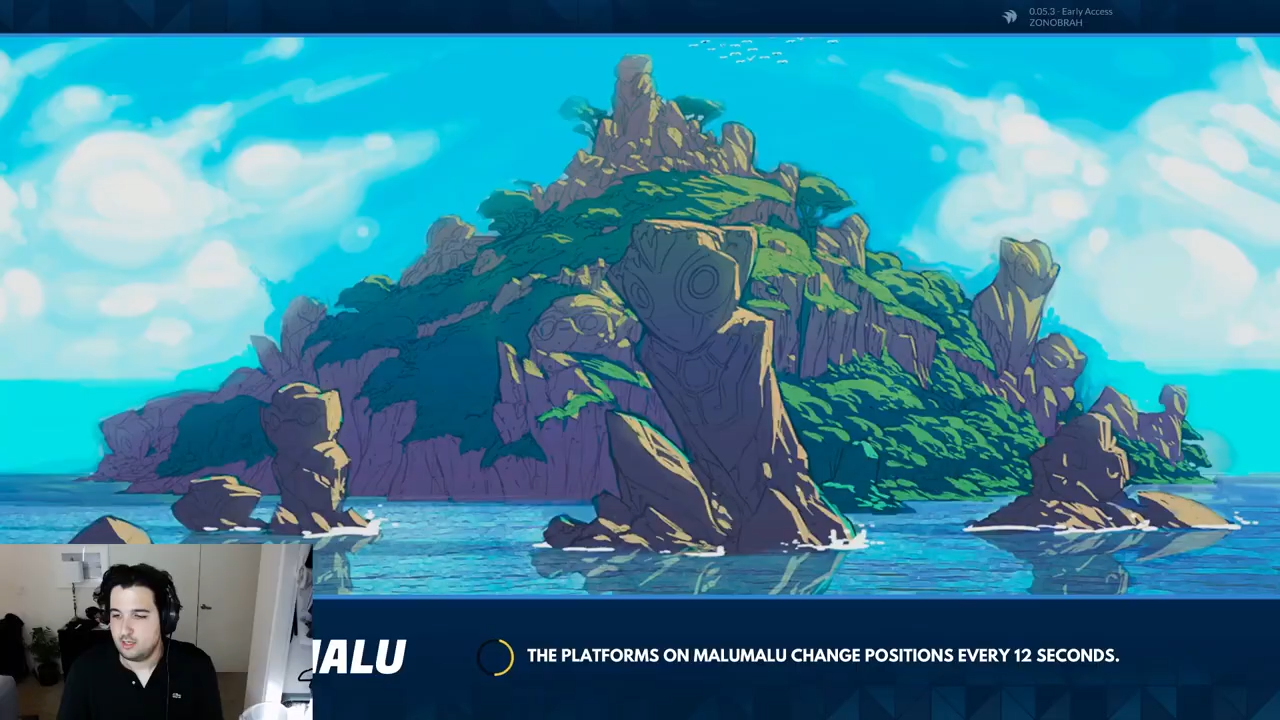 0.05.3 - Early Access
ZONOBRAH
ALU
THE PLATFORMS ON MALUMALU CHANGE POSITIONS EVERY 12 SECONDS.